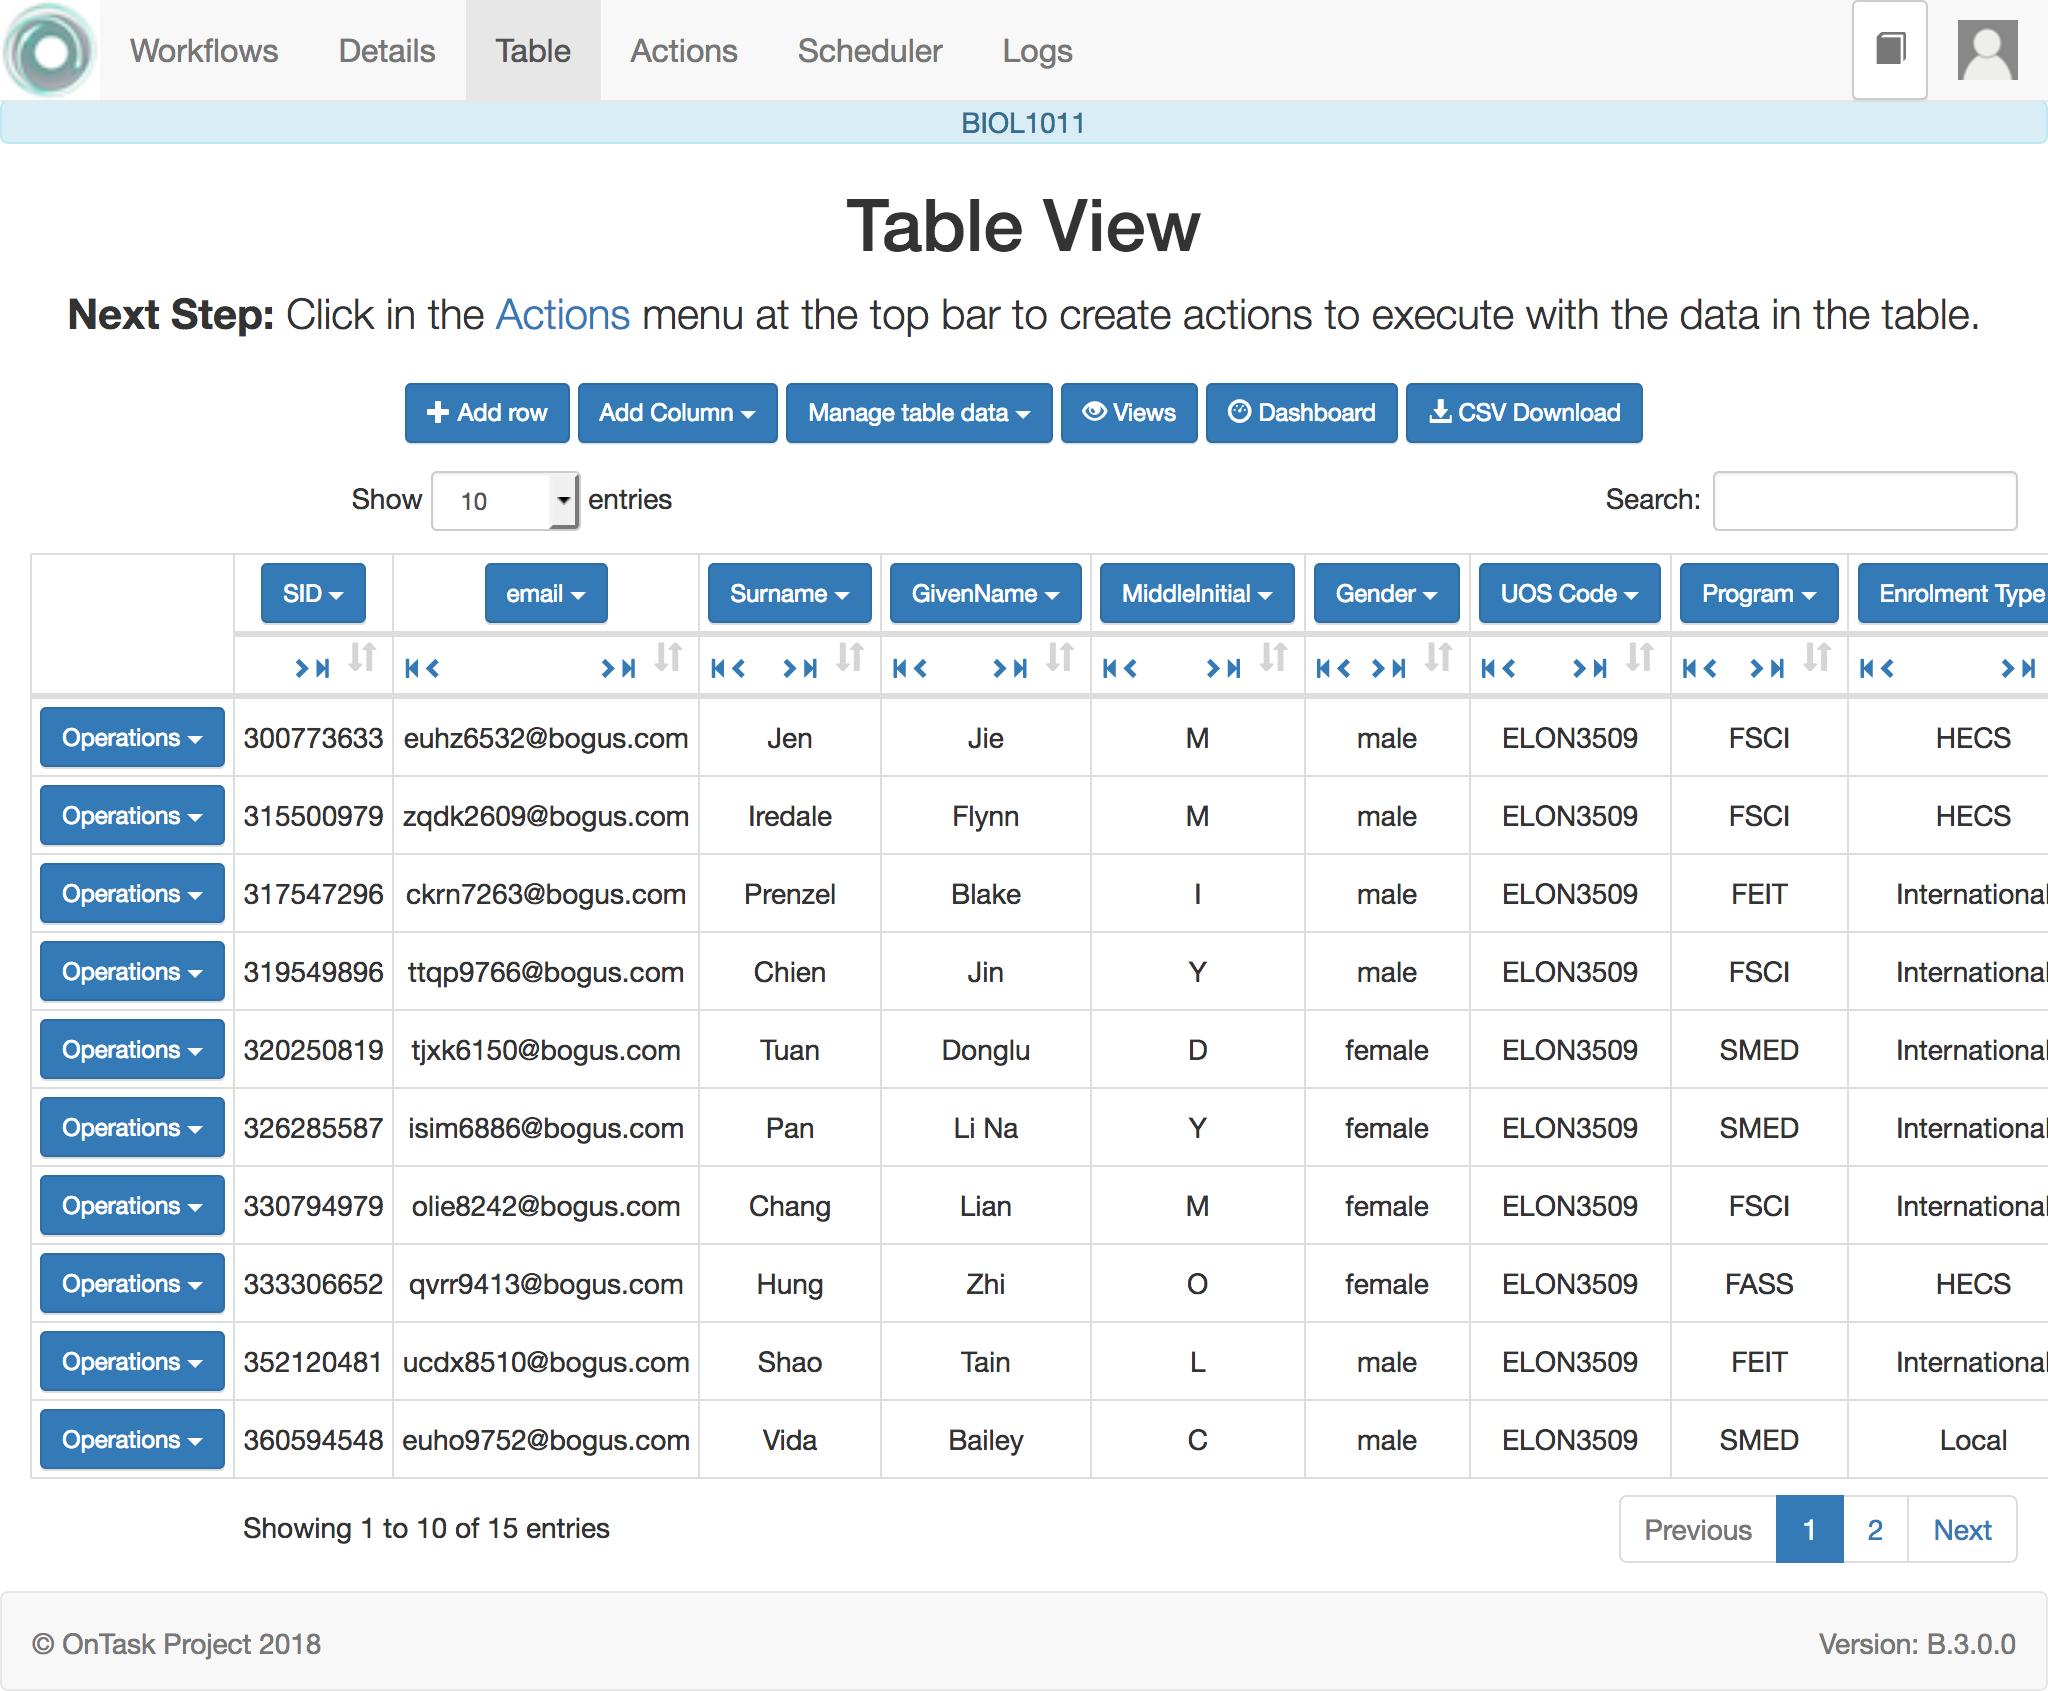 Workflows Details Table Actions Scheduler Logs
BIOL1011
Table View
Next Step: Click in the Actions menu at the top bar to create actions to execute with the data in the table.
Add row Add Column Manage table data Views Dashboard CSV Download
Show 10 entries Search:
SID email Surname GivenName MiddleInitial Gender UOS Code Program Enrolment Type
Operations 300773633 euhz6532@bogus.com Jen Jie M male ELON3509 FSCI HECS
Operations 315500979 zqdk2609@bogus.com Iredale Flynn M male ELON3509 FSCI HECS
Operations 317547296 ckrn7263@bogus.com Prenzel Blake I male ELON3509 FEIT International
Operations 319549896 ttqp9766@bogus.com Chien Jin Y male ELON3509 FSCI International
Operations 320250819 tjxk6150@bogus.com Tuan Donglu D female ELON3509 SMED International
Operations 326285587 isim6886@bogus.com Pan Li Na Y female ELON3509 SMED International
Operations 330794979 olie8242@bogus.com Chang Lian M female ELON3509 FSCI International
Operations 333306652 qvrr9413@bogus.com Hung Zhi O female ELON3509 FASS HECS
Operations 352120481 ucdx8510@bogus.com Shao Tain L male ELON3509 FEIT International
Operations 360594548 euho9752@bogus.com Vida Bailey C male ELON3509 SMED Local
Showing 1 to 10 of 15 entries Previous 1 2 Next
© OnTask Project 2018 Version: B.3.0.0